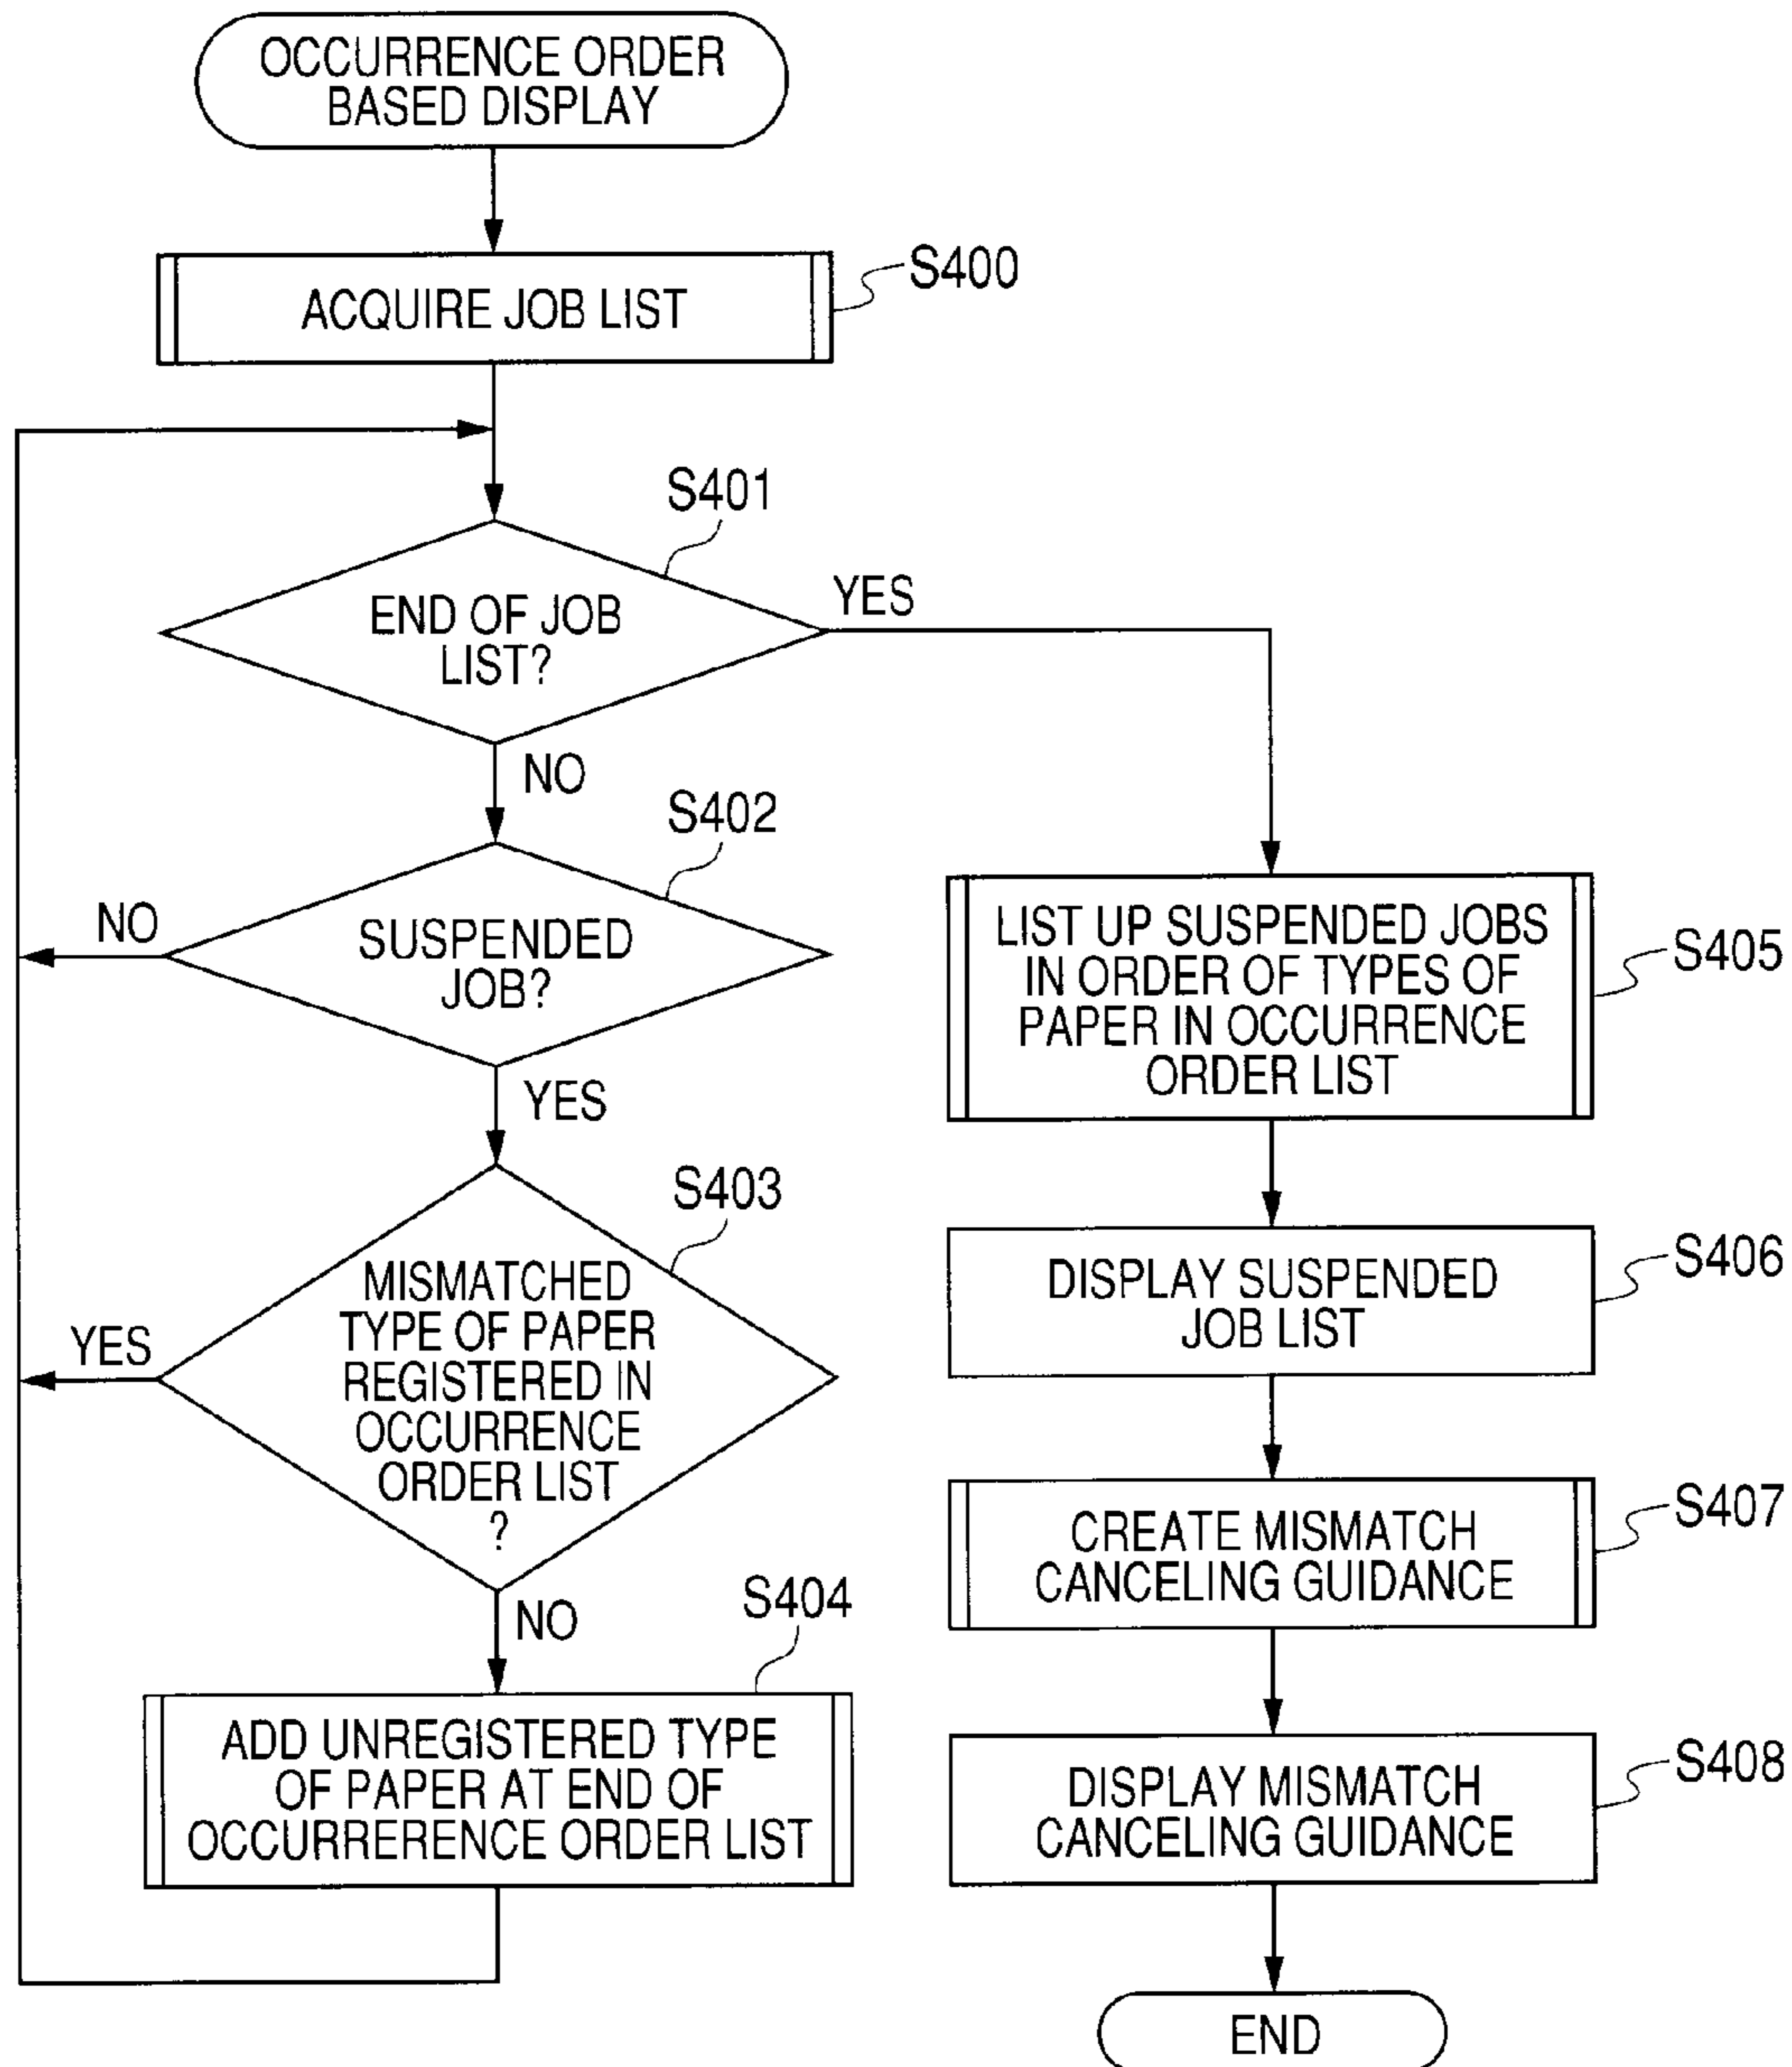 OCCURRENCE ORDER
BASED DISPLAY
ACQUIRE JOB LIST
S400
S401
END OF JOB
LIST?
YES
NO
S402
SUSPENDED
JOB?
NO
YES
S403
MISMATCHED
TYPE OF PAPER
REGISTERED IN
OCCURRENCE
ORDER LIST
?
YES
NO
S404
ADD UNREGISTERED TYPE
OF PAPER AT END OF
OCCURRERENCE ORDER LIST
LIST UP SUSPENDED JOBS
IN ORDER OF TYPES OF
PAPER IN OCCURRENCE
ORDER LIST
S405
DISPLAY SUSPENDED
JOB LIST
S406
CREATE MISMATCH
CANCELING GUIDANCE
S407
DISPLAY MISMATCH
CANCELING GUIDANCE
S408
END